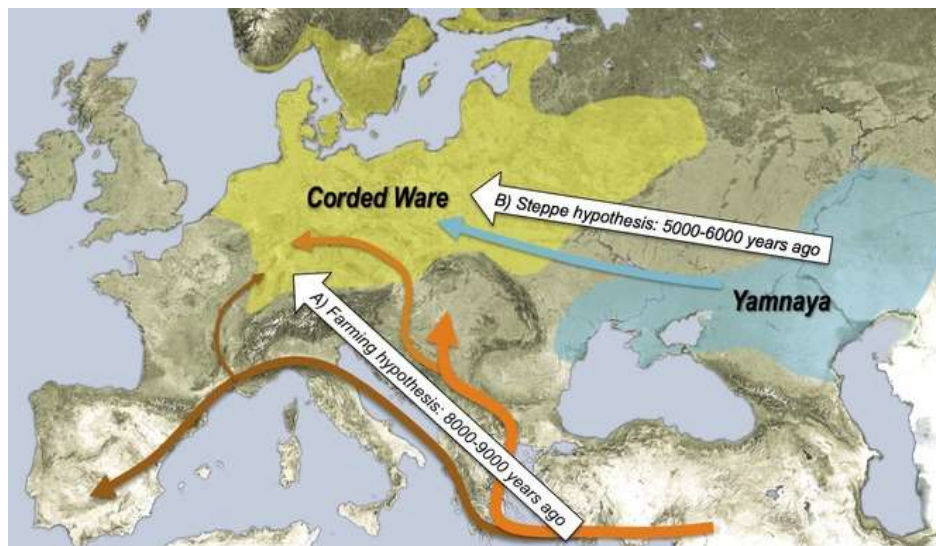 Corded Ware
B) Steppe hypothesis: 5000-6000 years ago
Yamnaya
A) Farming hypothesis: 8000-9000 years ago